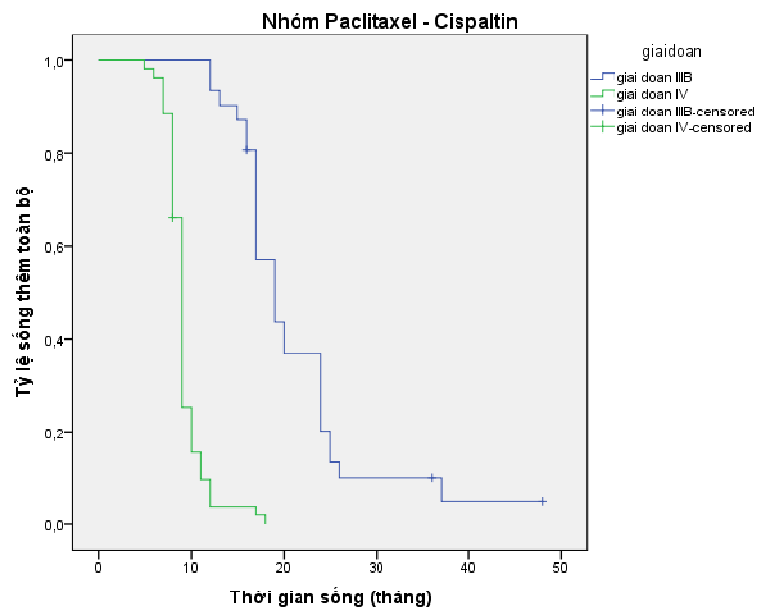 Nhóm Paclitaxel - Cispaltin
giaidoan
giai doan IIIB
giai doan IV
giai doan IIIB-censored
giai doan IV-censored
Tỷ lệ sống thêm toàn bộ
1,0
0,8
0,6
0,4
0,2
0,0
0 10 20 30 40 50
Thời gian sống (tháng)